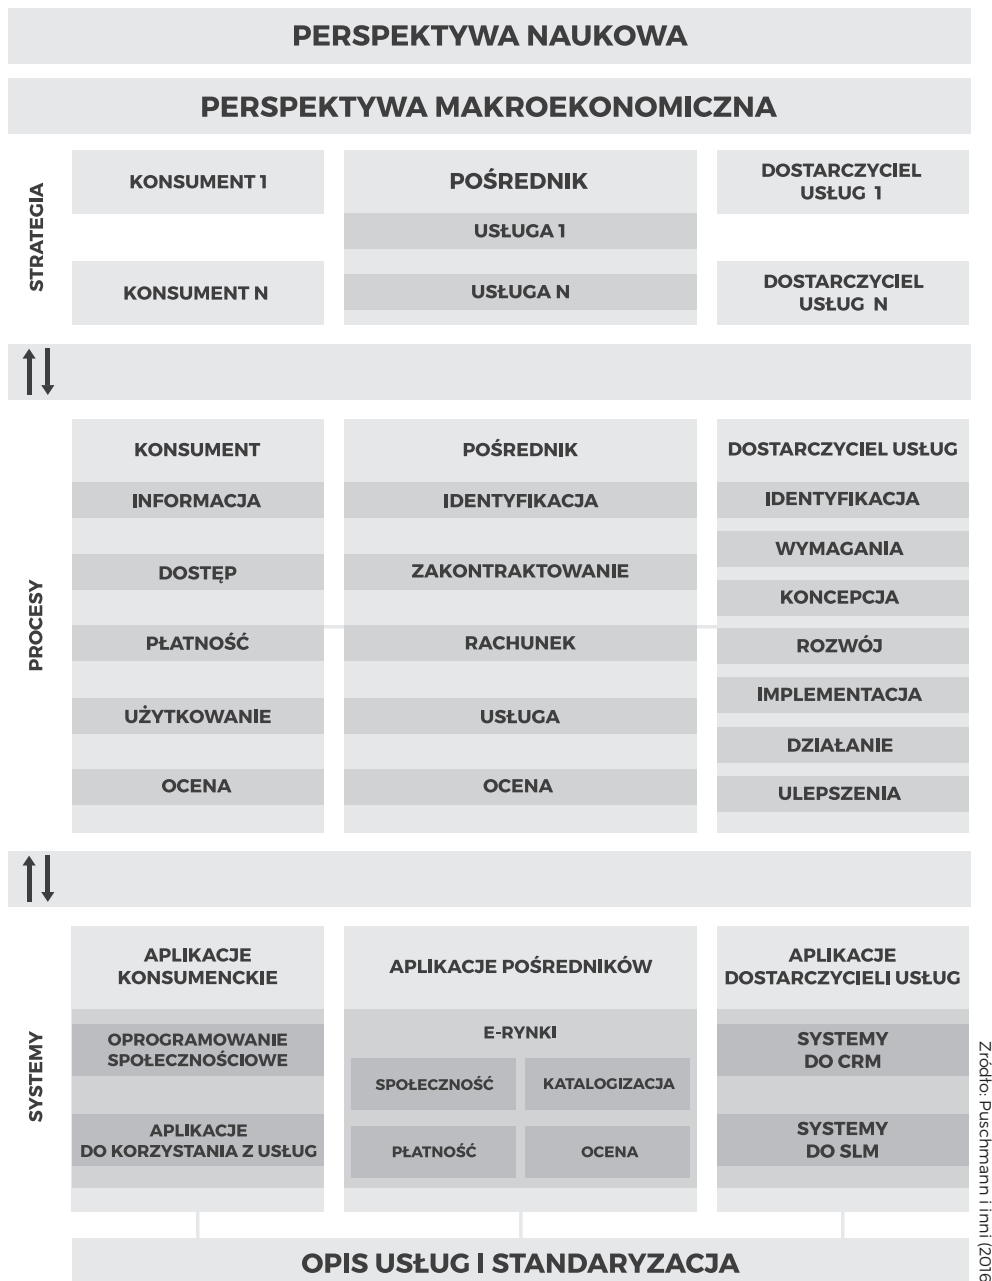 PERSPEKTYWA NAUKOWA
PERSPEKTYWA MAKROEKONOMICZNA
STRATEGIA
KONSUMENT 1
POŚREDNIK
DOSTARCZYCIEL
USŁUG 1
USŁUGA 1
KONSUMENT N
USŁUGA N
DOSTARCZYCIEL
USŁUG N
PROCESY
KONSUMENT
INFORMACJA
DOSTĘP
PŁATNOŚĆ
UŻYTKOWANIE
OCENA
POŚREDNIK
IDENTYFIKACJA
ZAKONTRAKTOWANIE
RACHUNEK
USŁUGA
OCENA
DOSTARCZYCIEL USŁUG
IDENTYFIKACJA
WYMAGANIA
KONCEPCJA
ROZWÓJ
IMPLEMENTACJA
DZIAŁANIE
ULEPSZENIA
SYSTEMY
APLIKACJE
KONSUMENCKIE
OPROGRAMOWANIE
SPOŁECZNOŚCIOWE
APLIKACJE
DO KORZYSTANIA Z USŁUG
APLIKACJE POŚREDNIKÓW
E-RYNKI
SPOŁECZNOŚĆ
KATALOGIZACJA
PŁATNOŚĆ
OCENA
APLIKACJE
DOSTARCZYCIELI USŁUG
SYSTEMY
DO CRM
SYSTEMY
DO SLM
OPIS USŁUG I STANDARYZACJA
Źródło: Puschmann i inni (2016